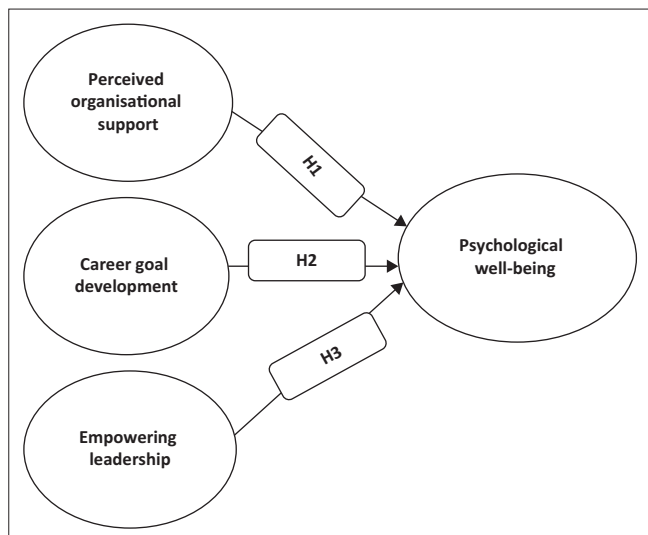 Perceived
organisational
support
H1
Career goal
development
H2
Psychological
well-being
H3
Empowering
leadership